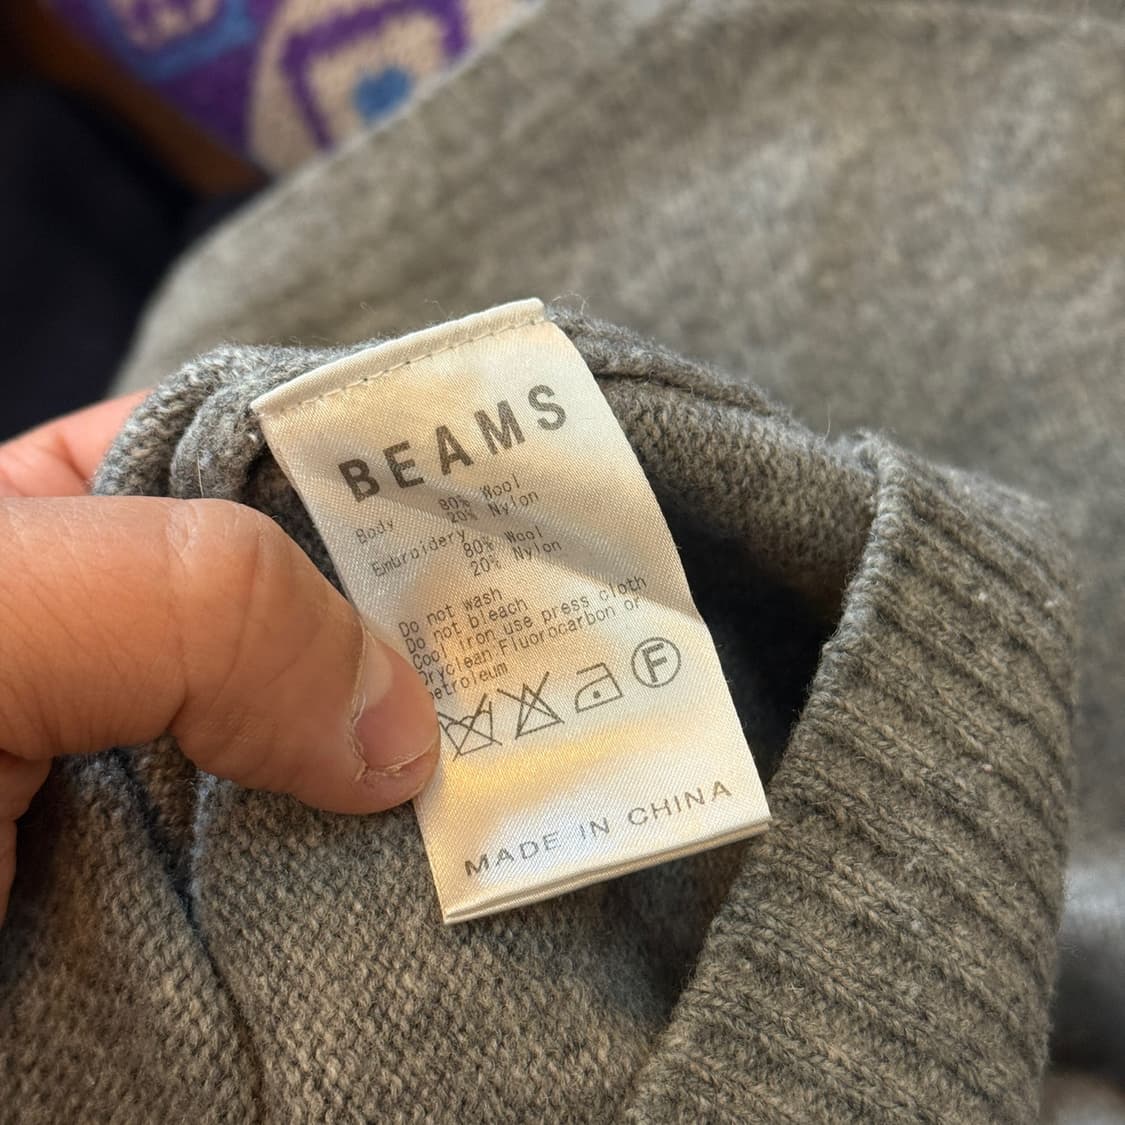 BEAMS
Body 80% Wool
20% Nylon
Embroidery 80% Wool
20% Nylon
Do not wash
Do not bleach
Cool iron,use press cloth
Dryclean,Fluorocarbon or
petroleum
F
MADE IN CHINA